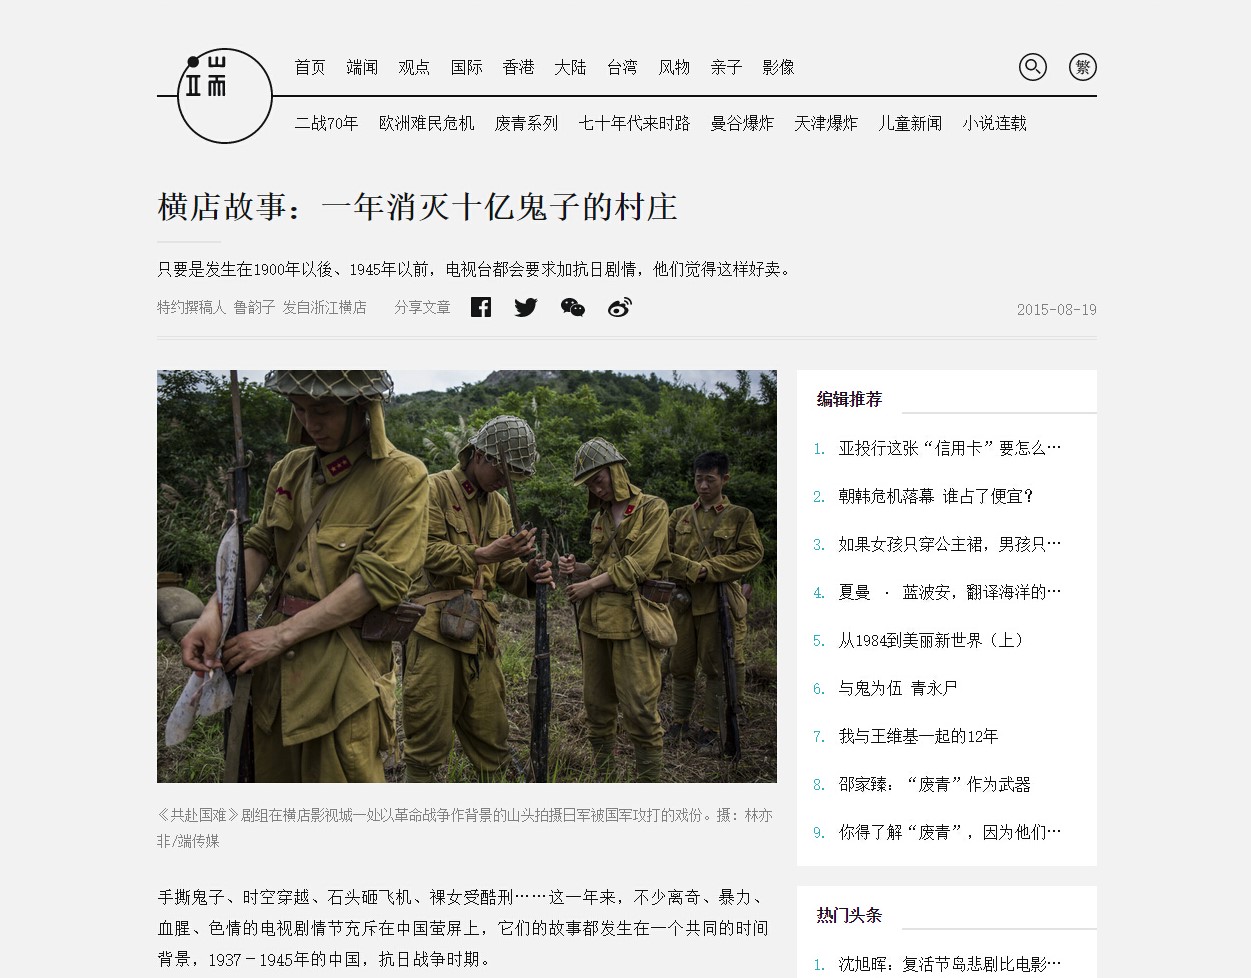 端
首页 端闻 观点 国际 香港 大陆 台湾 风物 亲子 影像
繁
二战70年 欧洲难民危机 废青系列 七十年代来时路 曼谷爆炸 天津爆炸 儿童新闻 小说连载
横店故事：一年消灭十亿鬼子的村庄
只要是发生在1900年以後、1945年以前，电视台都会要求加抗日剧情，他们觉得这样好卖。
特约撰稿人 鲁韵子 发自浙江横店 分享文章
2015-08-19
《共赴国难》剧组在横店影视城一处以革命战争作背景的山头拍摄日军被国军攻打的戏份。摄：林亦
非/端传媒
手撕鬼子、时空穿越、石头砸飞机、裸女受酷刑……这一年来，不少离奇、暴力、
血腥、色情的电视剧情节充斥在中国萤屏上，它们的故事都发生在一个共同的时间
背景，1937－1945年的中国，抗日战争时期。
编辑推荐
1. 亚投行这张“信用卡”要怎么…
2. 朝韩危机落幕 谁占了便宜？
3. 如果女孩只穿公主裙，男孩只…
4. 夏曼 · 蓝波安，翻译海洋的…
5. 从1984到美丽新世界（上）
6. 与鬼为伍 青永尸
7. 我与王维基一起的12年
8. 邵家臻：“废青”作为武器
9. 你得了解“废青”，因为他们…
热门头条
1. 沈旭晖：复活节岛悲剧比电影…